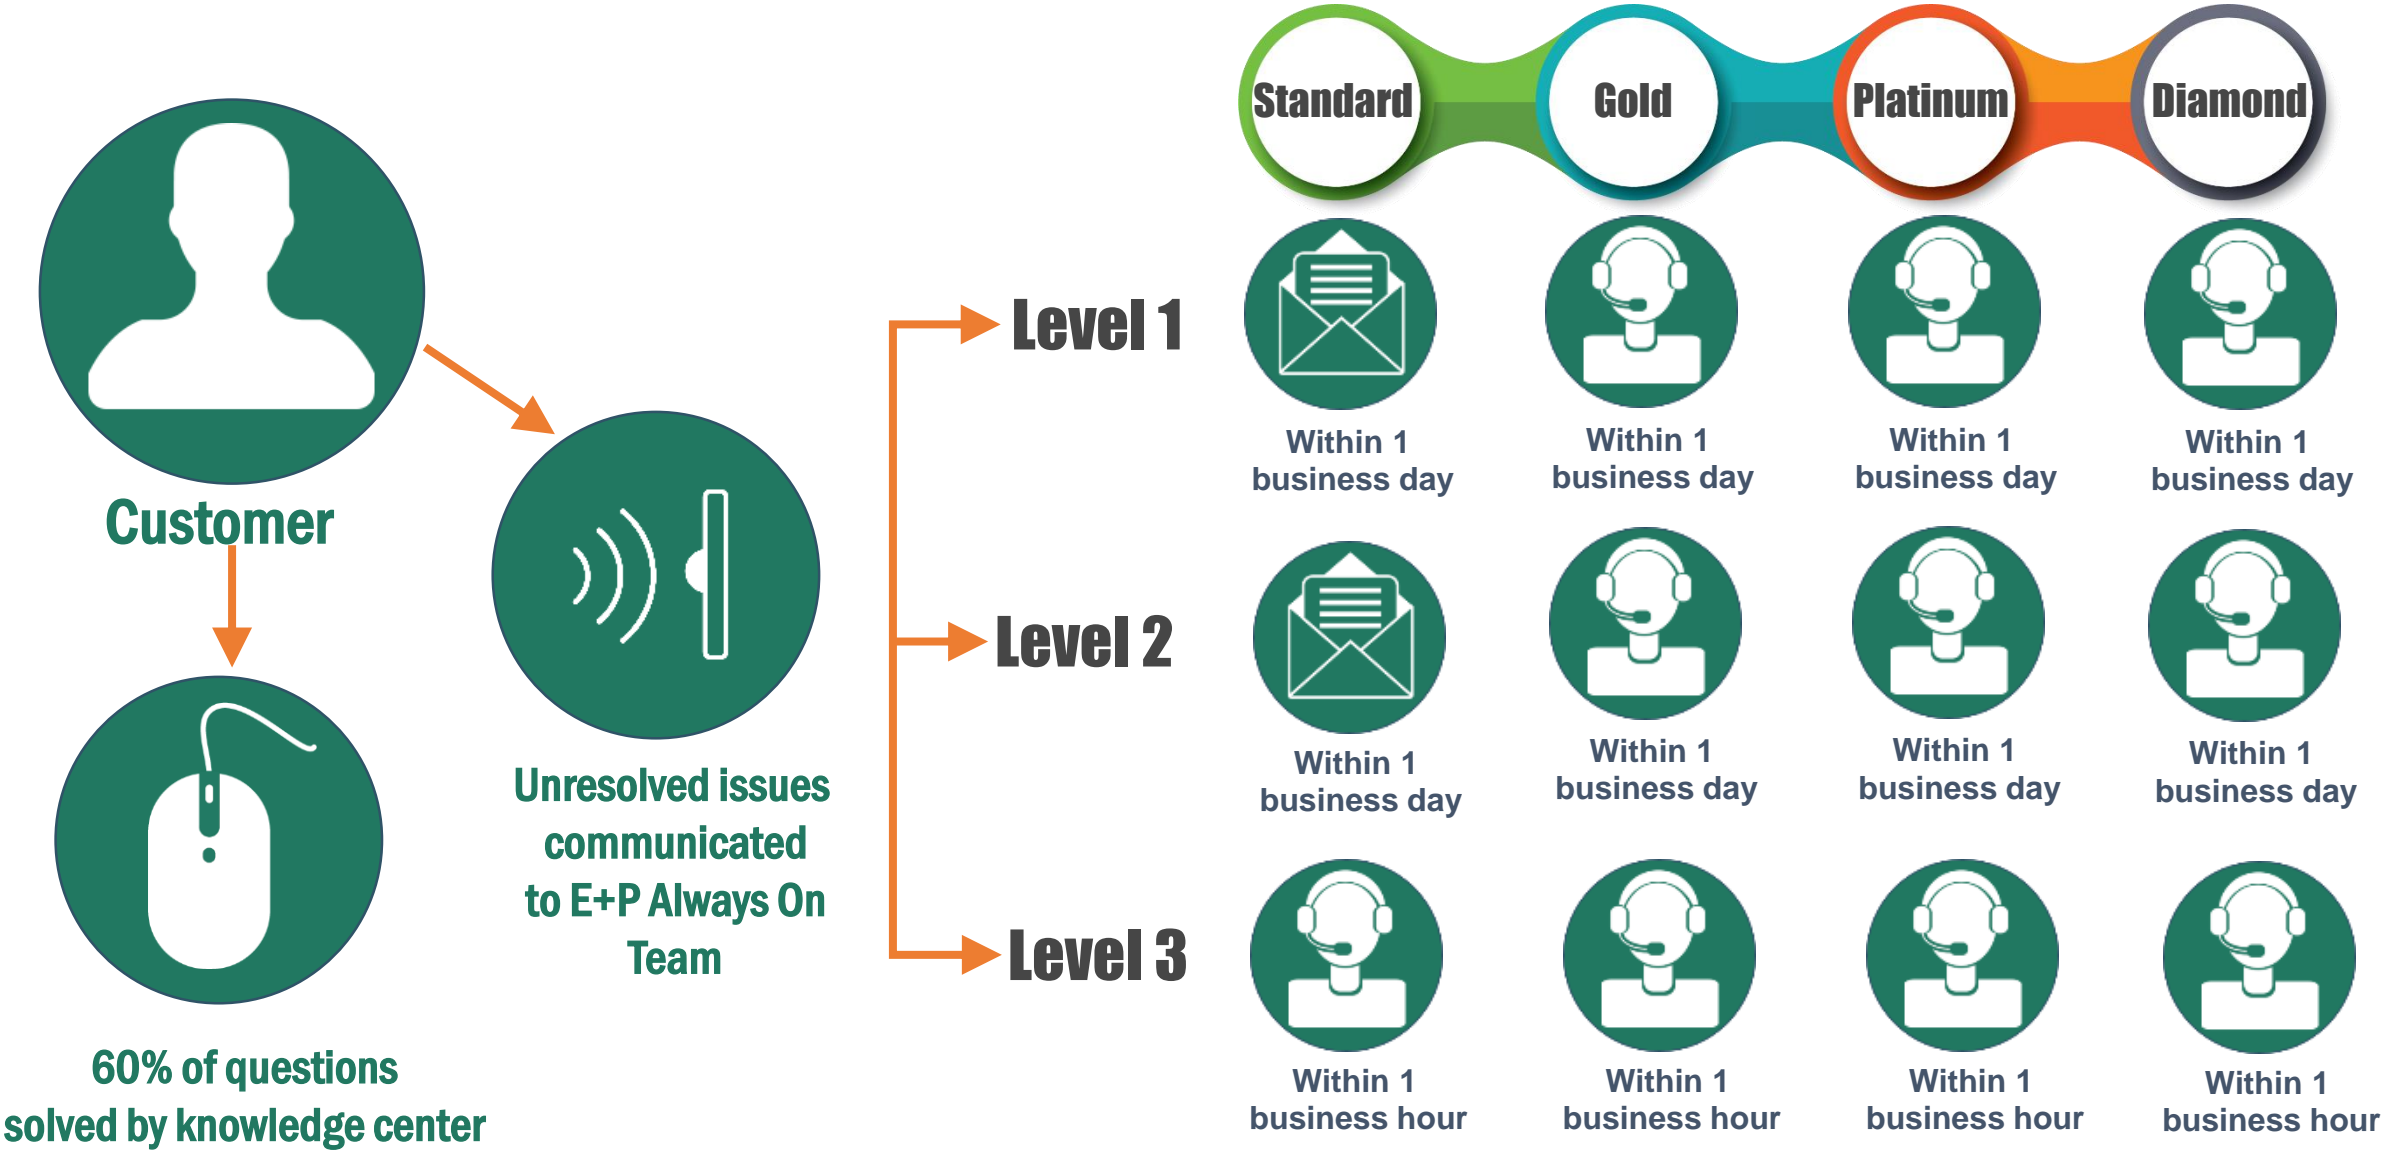 Standard
Gold
Platinum
Diamond
Customer
60% of questions
solved by knowledge center
Unresolved issues
communicated
to E+P Always On
Team
Level 1
Within 1
business day
Within 1
business day
Within 1
business day
Within 1
business day
Level 2
Within 1
business day
Within 1
business day
Within 1
business day
Within 1
business day
Level 3
Within 1
business hour
Within 1
business hour
Within 1
business hour
Within 1
business hour